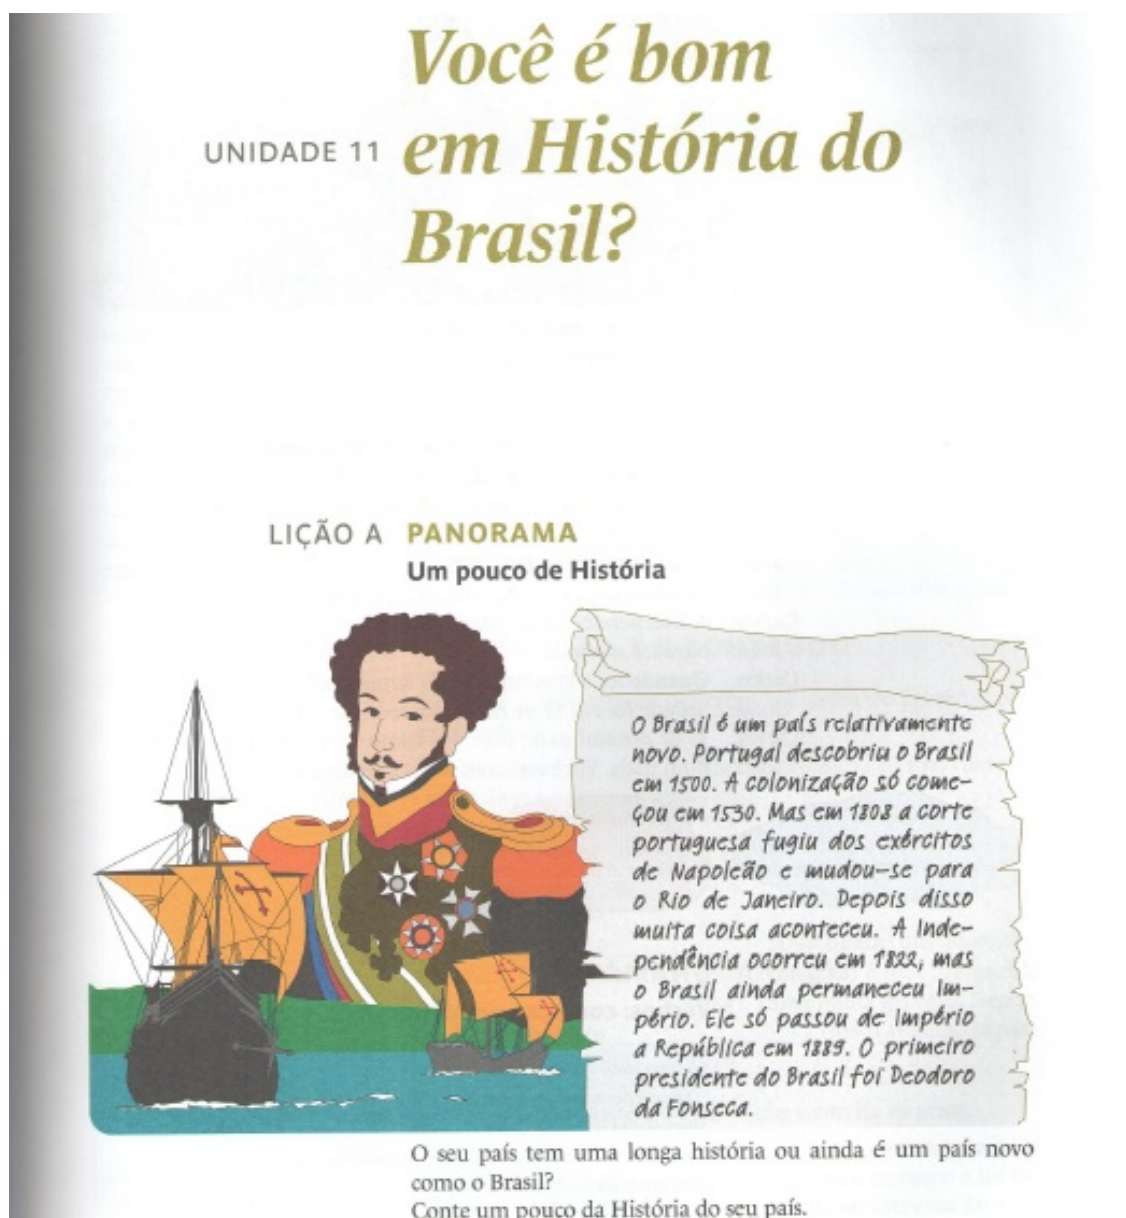 Você é bom
UNIDADE 11 em História do
Brasil?
LIÇÃO A PANORAMA
Um pouco de História
O Brasil é um país relativamente
novo. Portugal descobriu o Brasil
em 1500. A colonização só come-
çou em 1530. Mas em 1808 a corte
portuguesa fugiu dos exércitos
de Napoleão e mudou-se para
o Rio de Janeiro. Depois disso
muita coisa aconteceu. A Inde-
pendência ocorreu em 1822, mas
o Brasil ainda permaneceu Im-
pério. Ele só passou de Império
a República em 1889. O primeiro
presidente do Brasil foi Deodoro
da Fonseca.
O seu país tem uma longa história ou ainda é um país novo
como o Brasil?
Conte um pouco da História do seu país.